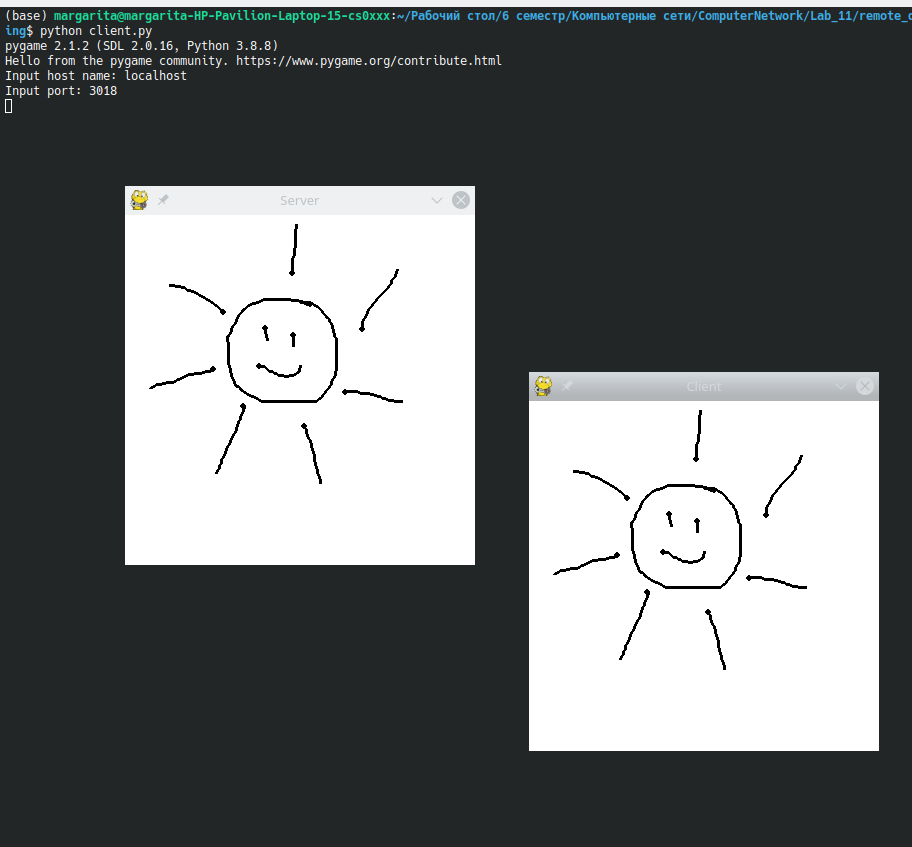 (base) margarita@margarita-HP-Pavilion-Laptop-15-cs0xxx:~/Рабочий стол/6 семестр/Компьютерные сети/ComputerNetwork/Lab_11/remote_d
ing$ python client.py
pygame 2.1.2 (SDL 2.0.16, Python 3.8.8)
Hello from the pygame community. https://www.pygame.org/contribute.html
Input host name: localhost
Input port: 3018
Server
Client